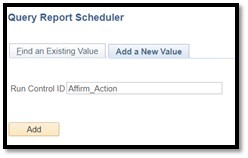 Query Report Scheduler
Find an Existing Value Add a New Value
Run Control ID Affirm_Action
Add